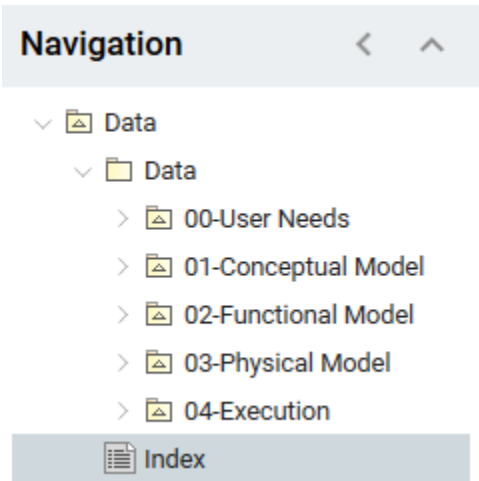 Navigation
Data
Data
00-User Needs
01-Conceptual Model
02-Functional Model
03-Physical Model
04-Execution
Index